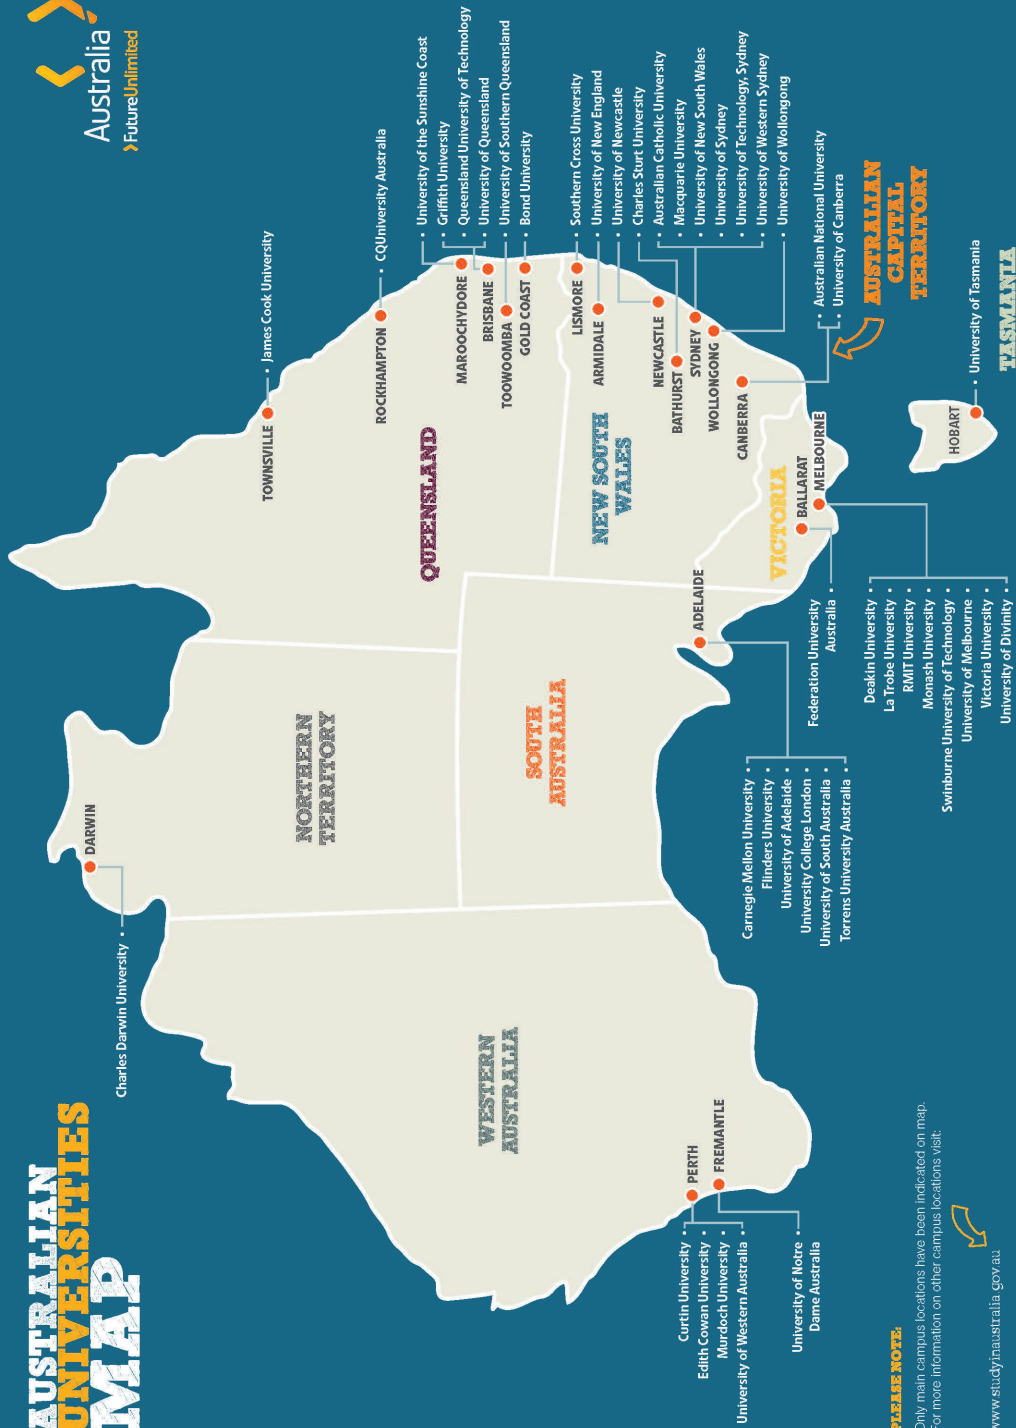 AUSTRALIAN
UNIVERSITIES
MAP
Australia
FutureUnlimited
DARWIN
Charles Darwin University
NORTHERN
TERRITORY
WESTERN
AUSTRALIA
PERTH
FREMANTLE
Curtin University
Edith Cowan University
Murdoch University
University of Western Australia
University of Notre
Dame Australia
SOUTH
AUSTRALIA
ADELAIDE
Carnegie Mellon University
Flinders University
University of Adelaide
University College London
University of South Australia
Torrens University Australia
QUEENSLAND
TOWNSVILLE
James Cook University
ROCKHAMPTON
CQUniversity Australia
MAROOCHYDORE
BRISBANE
TOOWOOMBA
GOLD COAST
University of the Sunshine Coast
Griffith University
Queensland University of Technology
University of Queensland
University of Southern Queensland
Bond University
NEW SOUTH
WALES
LISMORE
ARMIDALE
NEWCASTLE
BATHURST
SYDNEY
WOLLONGONG
Southern Cross University
University of New England
University of Newcastle
Charles Sturt University
Australian Catholic University
Macquarie University
University of New South Wales
University of Sydney
University of Technology, Sydney
University of Western Sydney
University of Wollongong
CANBERRA
Australian National University
University of Canberra
AUSTRALIAN
CAPITAL
TERRITORY
VICTORIA
BALLARAT
MELBOURNE
Federation University
Australia
Deakin University
La Trobe University
RMIT University
Monash University
Swinburne University of Technology
University of Melbourne
Victoria University
University of Divinity
HOBART
University of Tasmania
TASMANIA
PLEASE NOTE:
Only main campus locations have been indicated on map.
For more information on other campus locations visit:
www.studyinaustralia.gov.au